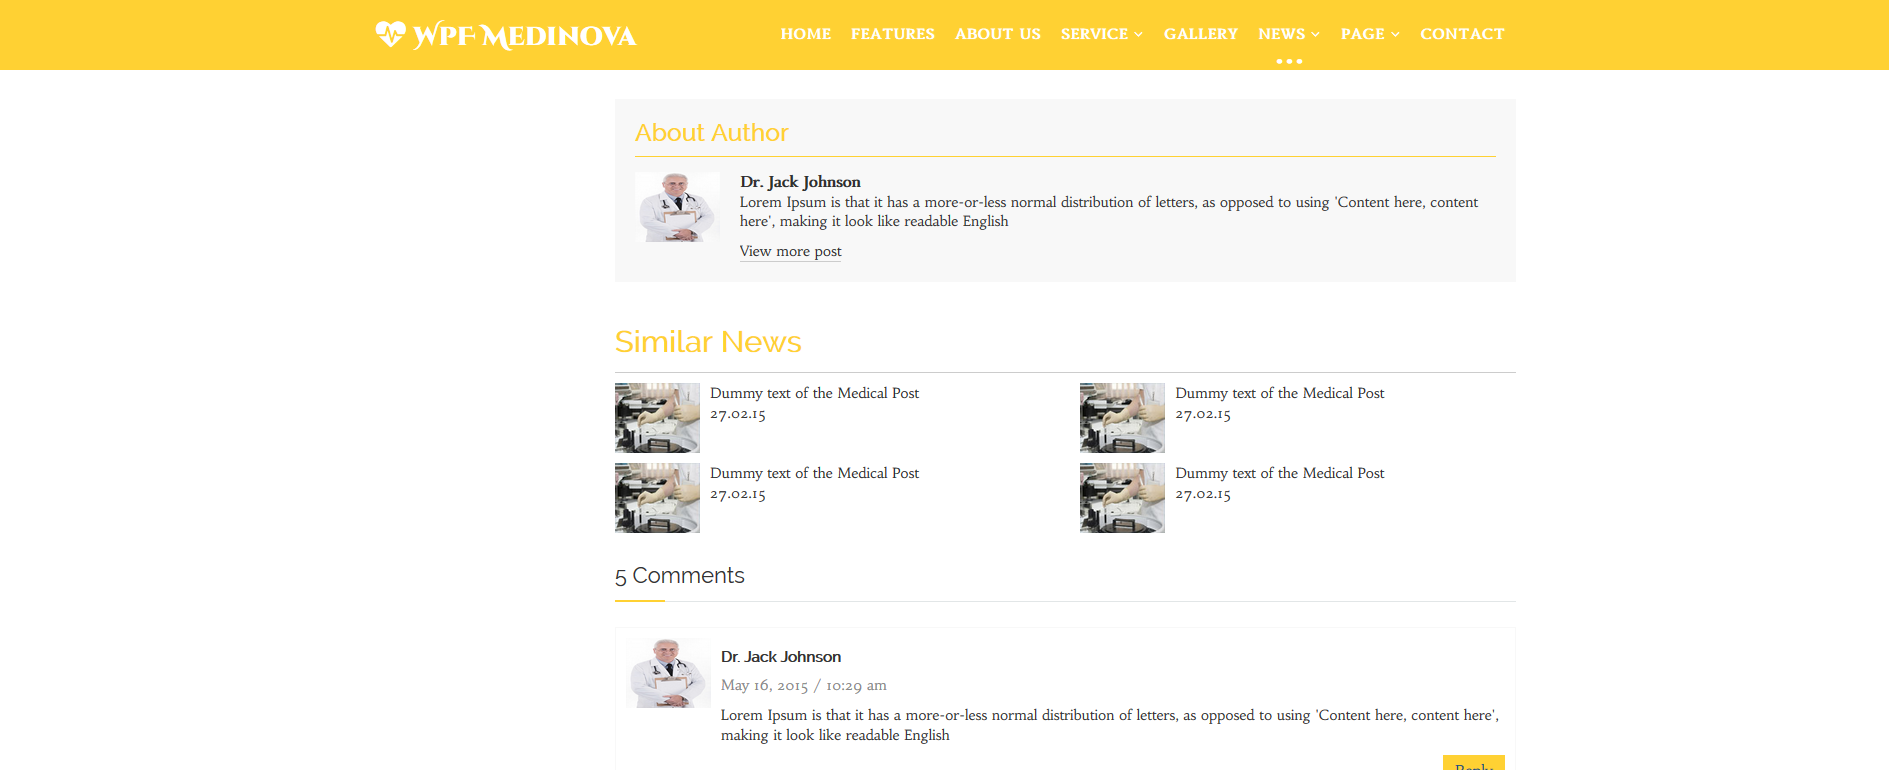 Wpf Medinova
HOME FEATURES ABOUT US SERVICE GALLERY NEWS PAGE CONTACT
About Author
Dr. Jack Johnson
Lorem Ipsum is that it has a more-or-less normal distribution of letters, as opposed to using 'Content here, content
here', making it look like readable English
View more post
Similar News
Dummy text of the Medical Post
27.02.15
Dummy text of the Medical Post
27.02.15
Dummy text of the Medical Post
27.02.15
Dummy text of the Medical Post
27.02.15
5 Comments
Dr. Jack Johnson
May 16, 2015 / 10:29 am
Lorem Ipsum is that it has a more-or-less normal distribution of letters, as opposed to using 'Content here, content here',
making it look like readable English
Reply